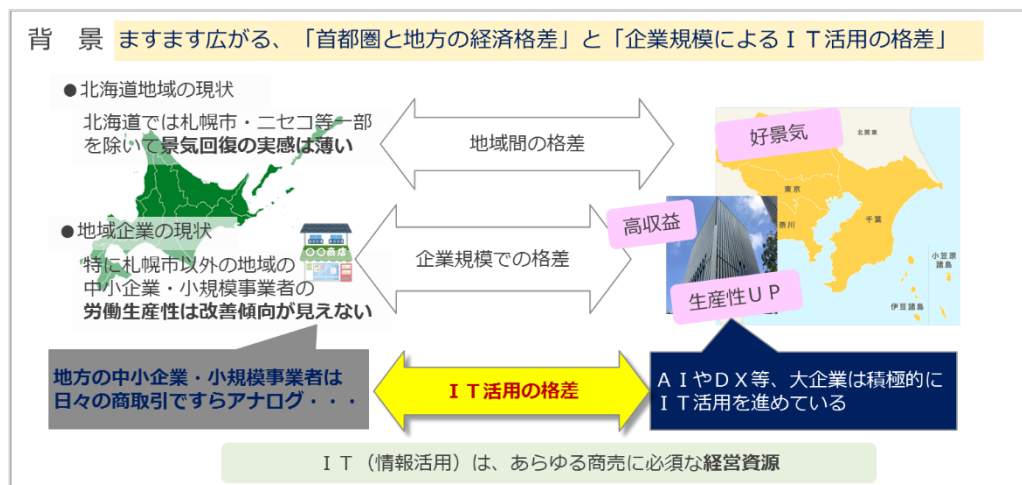 背　景
ますます広がる、「首都圏と地方の経済格差」と「企業規模によるＩＴ活用の格差」
●北海道地域の現状
北海道では札幌市・ニセコ等一部
を除いて景気回復の実感は薄い
地域間の格差
好景気
北関東
東京
千葉
奈川
小笠原
諸島
伊豆諸島
●地域企業の現状
特に札幌市以外の地域の
中小企業・小規模事業者の
労働生産性は改善傾向が見えない
〇〇商店
企業規模での格差
高収益
生産性ＵＰ
地方の中小企業・小規模事業者は
日々の商取引ですらアナログ・・・
ＩＴ活用の格差
ＡＩやＤＸ等、大企業は積極的に
ＩＴ活用を進めている
ＩＴ（情報活用）は、あらゆる商売に必須な経営資源